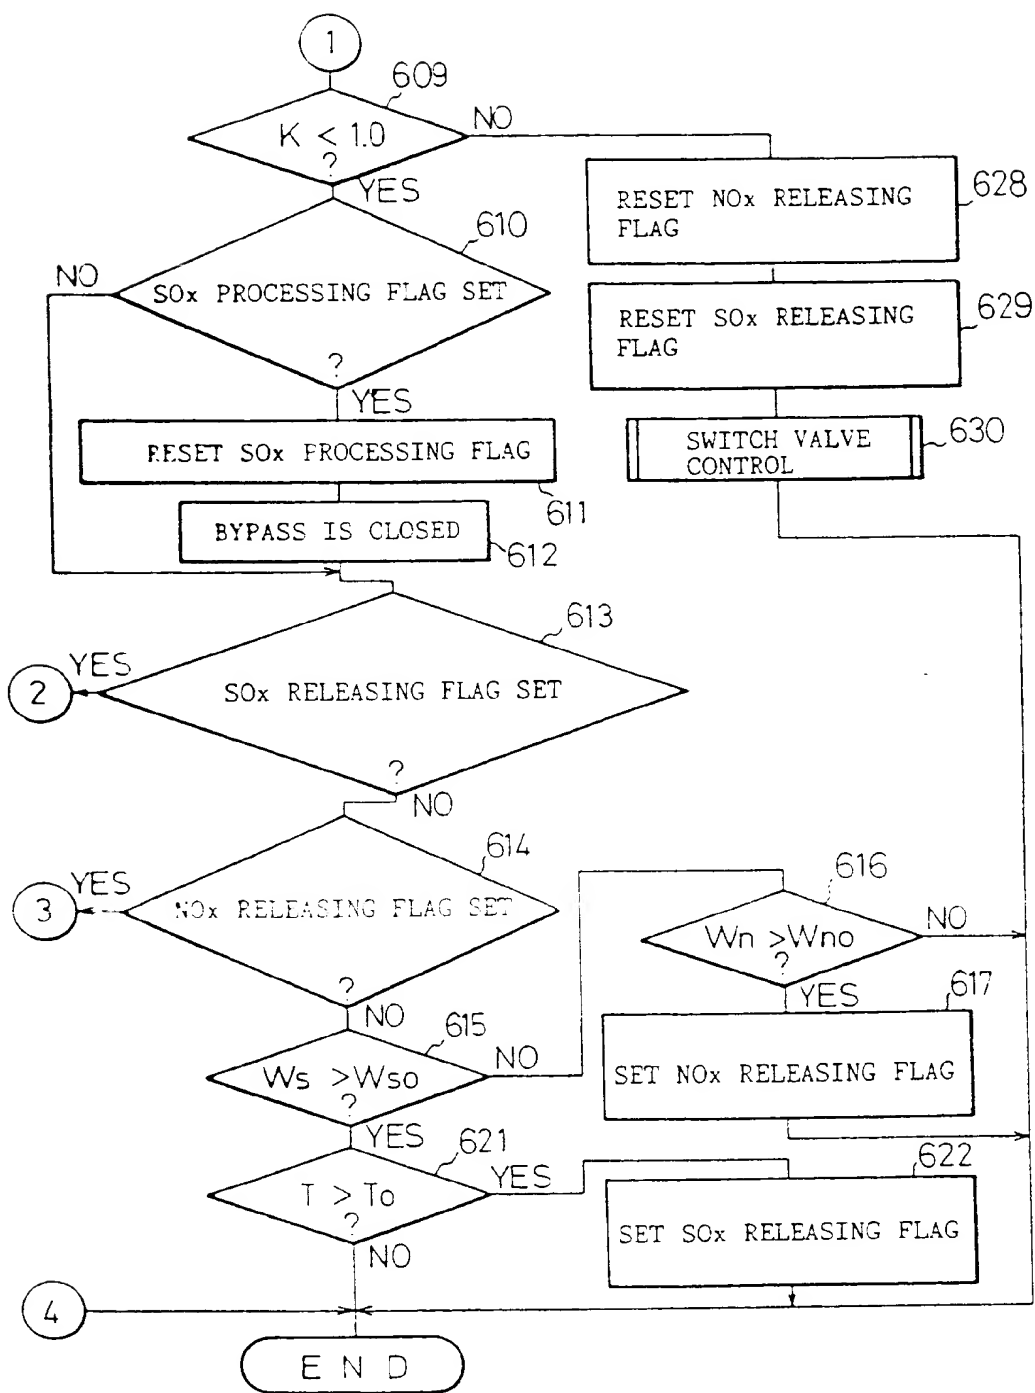 1
609
K < 1.0
?
NO
YES
628
RESET NOx RELEASING
FLAG
610
NO
SOx PROCESSING FLAG SET
?
YES
629
RESET SOx RELEASING
FLAG
RESET SOx PROCESSING FLAG
611
630
SWITCH VALVE
CONTROL
BYPASS IS CLOSED
612
613
YES
2
SOx RELEASING FLAG SET
?
NO
614
YES
3
NOx RELEASING FLAG SET
?
NO
616
Wn > Wno
?
NO
YES
617
SET NOx RELEASING FLAG
615
Ws > Wso
?
NO
YES
621
T > To
?
YES
NO
622
SET SOx RELEASING FLAG
4
END